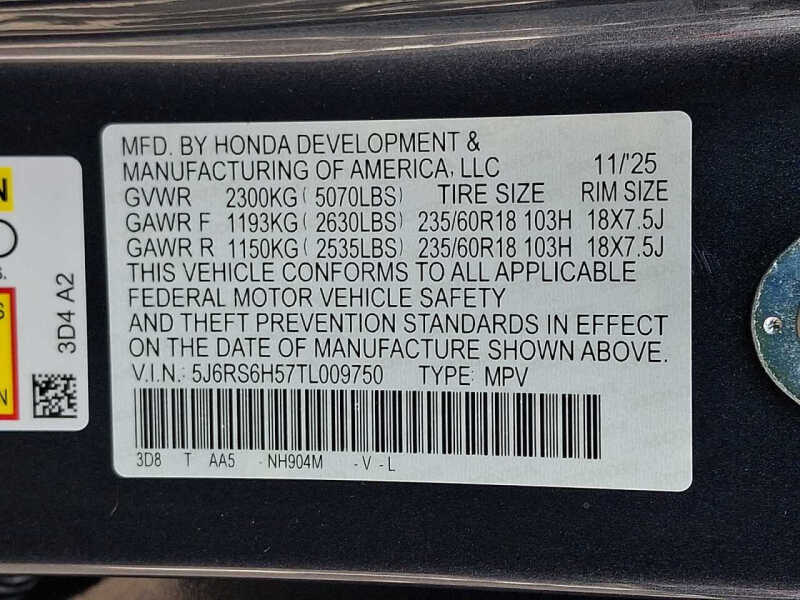 MFD. BY HONDA DEVELOPMENT &
MANUFACTURING OF AMERICA, LLC 11/'25
GVWR 2300KG ( 5070LBS) TIRE SIZE RIM SIZE
GAWR F 1193KG ( 2630LBS) 235/60R18 103H 18X7.5J
GAWR R 1150KG ( 2535LBS) 235/60R18 103H 18X7.5J
THIS VEHICLE CONFORMS TO ALL APPLICABLE
FEDERAL MOTOR VEHICLE SAFETY
AND THEFT PREVENTION STANDARDS IN EFFECT
ON THE DATE OF MANUFACTURE SHOWN ABOVE.
V.I.N.: 5J6RS6H57TL009750 TYPE: MPV
3D8 T AA5 - NH904M - V - L
3D4 A2